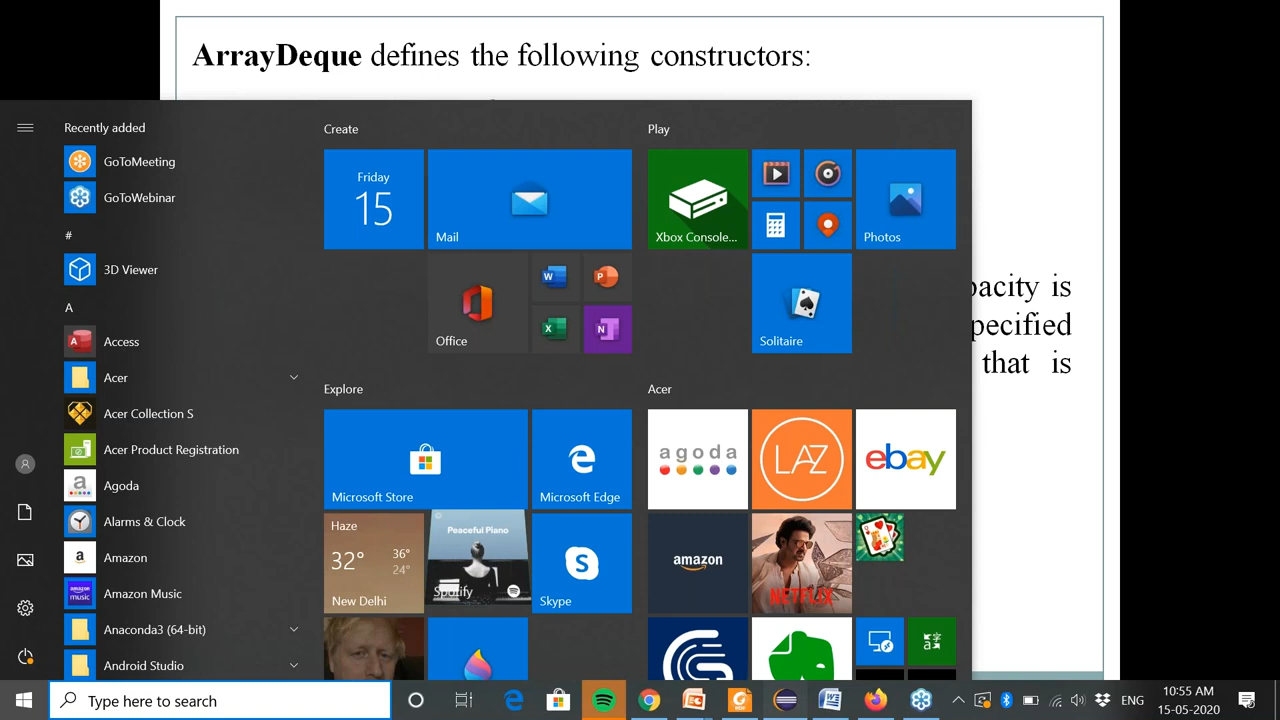 ArrayDeque defines the following constructors:
pacity is
pecified
that is
Recently added
GoToMeeting
GoToWebinar
#
3D Viewer
A
Access
Acer
Acer Collection S
Acer Product Registration
Agoda
Alarms & Clock
Amazon
Amazon Music
Anaconda3 (64-bit)
Android Studio
Create
Friday
15
Mail
Office
Explore
Microsoft Store
Microsoft Edge
Haze
32°
36°
24°
New Delhi
Peaceful Piano
Spotify
Skype
Play
Xbox Console...
Photos
Solitaire
Acer
agoda
LAZ
ebay
amazon
NETFLIX
Type here to search
ENG
10:55 AM
15-05-2020